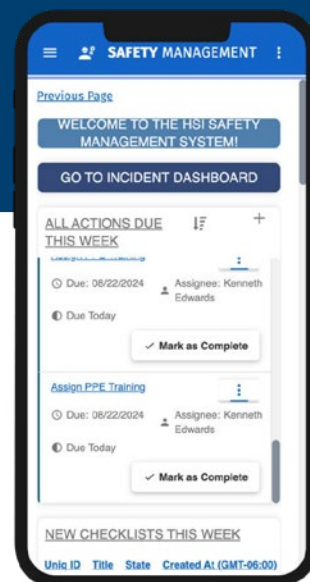 SAFETY MANAGEMENT
Previous Page
WELCOME TO THE HSI SAFETY
MANAGEMENT SYSTEM!
GO TO INCIDENT DASHBOARD
ALL ACTIONS DUE
THIS WEEK
Assign PPE Training
Due: 08/22/2024 Assignee: Kenneth
Edwards
Due Today
Mark as Complete
Assign PPE Training
Due: 08/22/2024 Assignee: Kenneth
Edwards
Due Today
Mark as Complete
NEW CHECKLISTS THIS WEEK
Uniq ID Title State Created At (GMT-06:00)